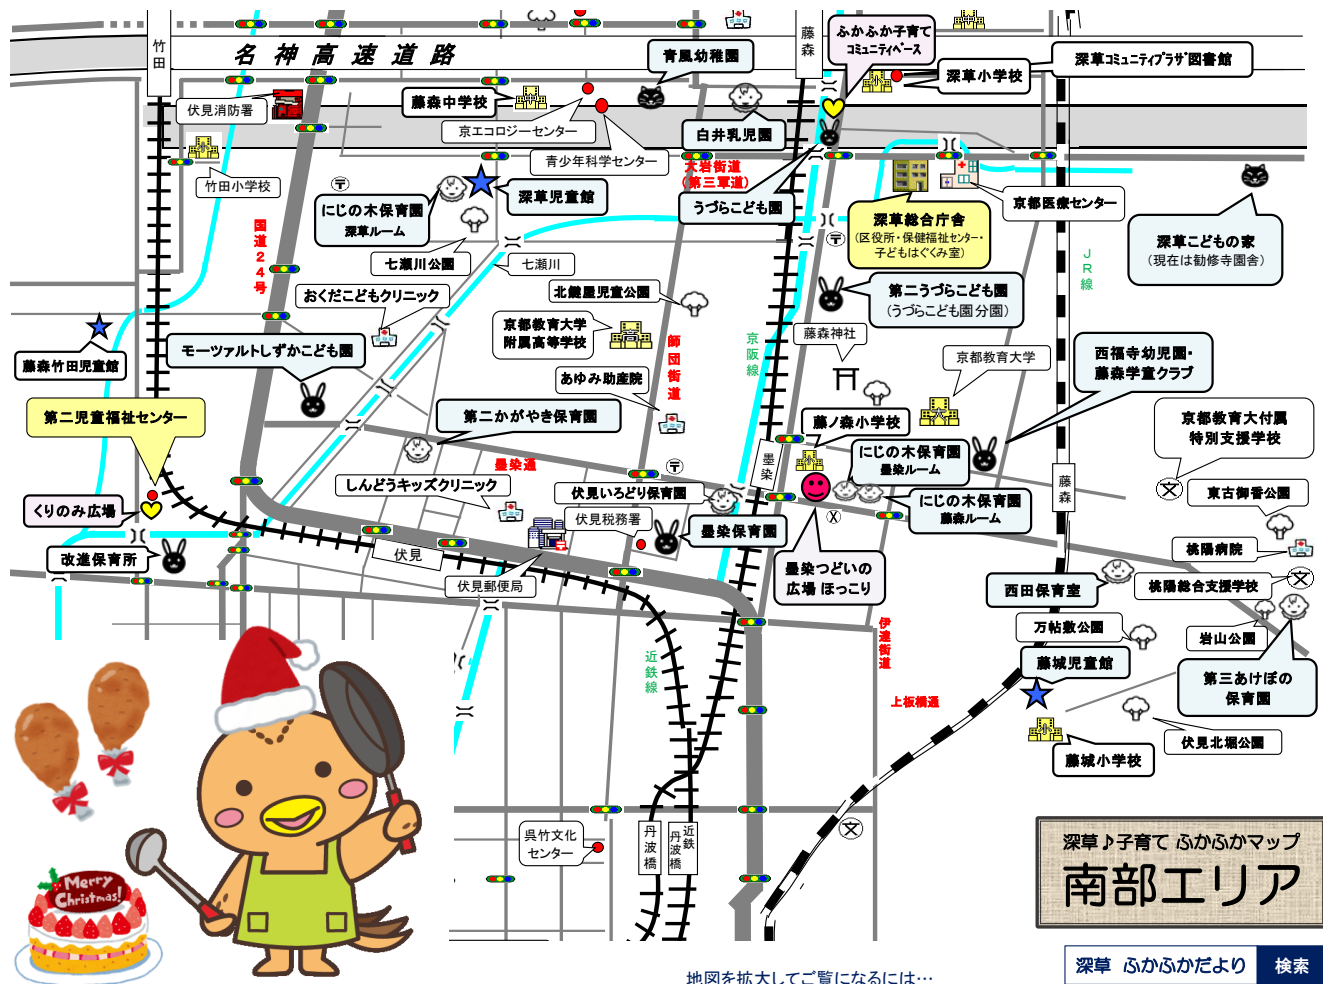 竹田
名神高速道路
藤森
ふかふか子育て
コミュニティベース
青風幼稚園
深草小学校
深草コミュニティプラザ図書館
伏見消防署
藤森中学校
京エコロジーセンター
白井乳児園
青少年科学センター
竹田小学校
大岩街道
(第三軍道)
うづらこども園
にじの木保育園
深草ルーム
深草児童館
深草総合庁舎
(区役所・保健福祉センター・
子どもはぐくみ室)
京都医療センター
深草こどもの家
(現在は勧修寺園舎)
国道24号
七瀬川公園
七瀬川
JR線
おくだこどもクリニック
北鍵屋児童公園
第二うづらこども園
(うづらこども園分園)
京都教育大学
附属高等学校
藤森神社
京阪線
師団街道
藤森竹田児童館
モーツァルトしずかこども園
京都教育大学
西福寺幼児園・
藤森学童クラブ
あゆみ助産院
第二児童福祉センター
第二かがやき保育園
藤ノ森小学校
京都教育大付属
特別支援学校
墨染通
墨染
にじの木保育園
墨染ルーム
藤森
しんどうキッズクリニック
伏見いろどり保育園
にじの木保育園
藤森ルーム
東古御香公園
くりのみ広場
伏見税務署
墨染保育園
改進保育所
伏見
桃陽病院
伏見郵便局
墨染つどいの
広場 ほっこり
西田保育室
桃陽総合支援学校
万帖敷公園
岩山公園
伊達街道
近鉄線
藤城児童館
第三あけぼの
保育園
上板橋通
伏見北堀公園
藤城小学校
呉竹文化
センター
丹波橋
近鉄
丹波橋
Merry
Christmas!
深草♪子育て ふかふかマップ
南部エリア
深草 ふかふかだより 検索
地図を拡大してご覧になるには…